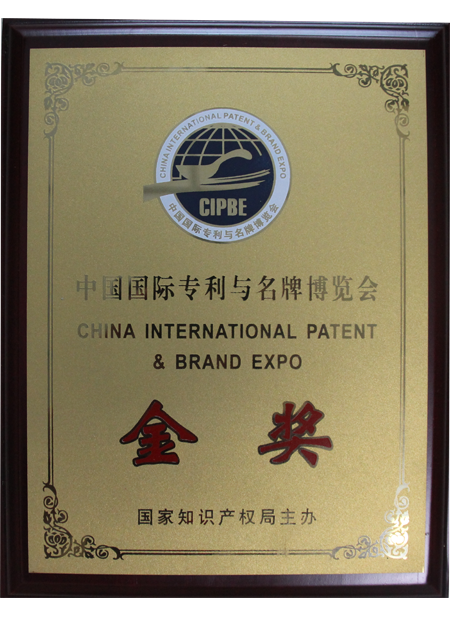 CHINA INTERNATIONAL PATENT & BRAND EXPO
CIPBE
中国国际专利与名牌博览会
中国国际专利与名牌博览会
CHINA INTERNATIONAL PATENT
& BRAND EXPO
金奖
国家知识产权局主办